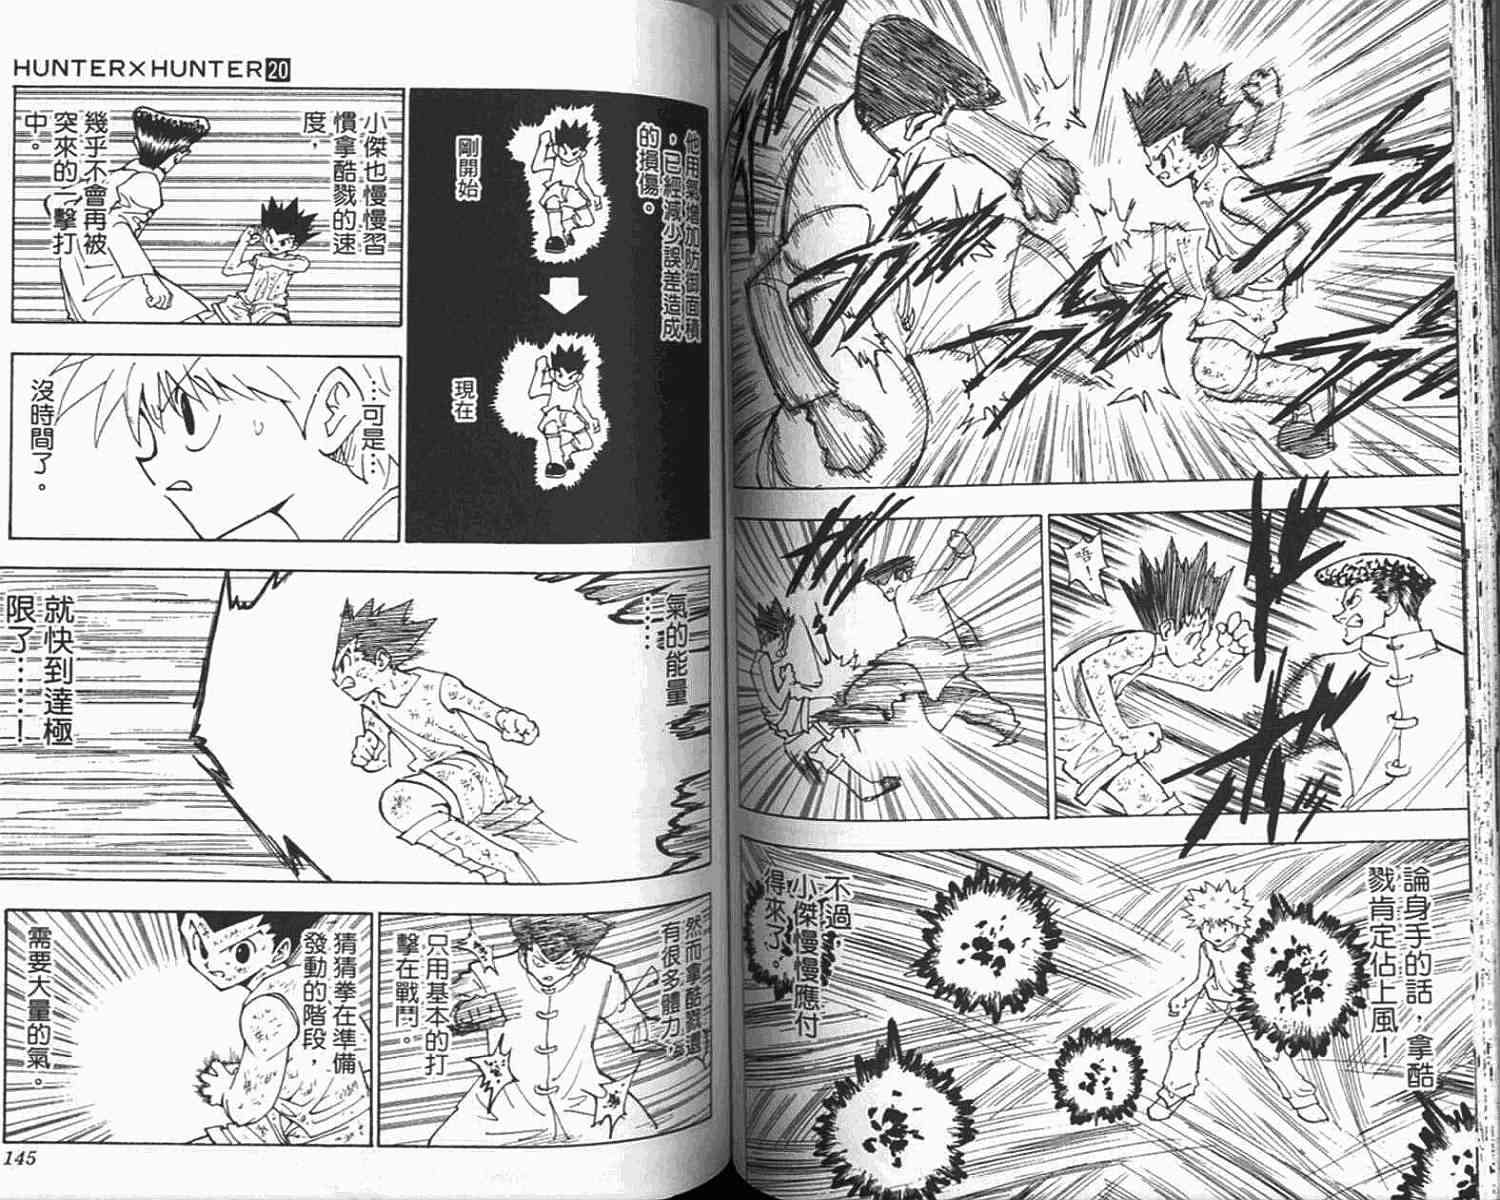 唔！
論身手的話，拿酷
戮肯定佔上風！
不過，
小傑慢慢應付
得來了。
HUNTER×HUNTER 20
他用氣增加防御面積
，已經減少誤差造成
的損傷。
剛開始
現在
小傑也慢慢習
慣拿酷戮的速
度，
幾乎不會再被
突來的一擊打
中。
…可是…
沒時間了。
氣的能量
………
就快到達極
限了………！
然而拿酷戮還
有很多體力，
只用基本的打
擊在戰鬥。
猜猜拳在準備
發動的階段，
需要大量的氣。
145